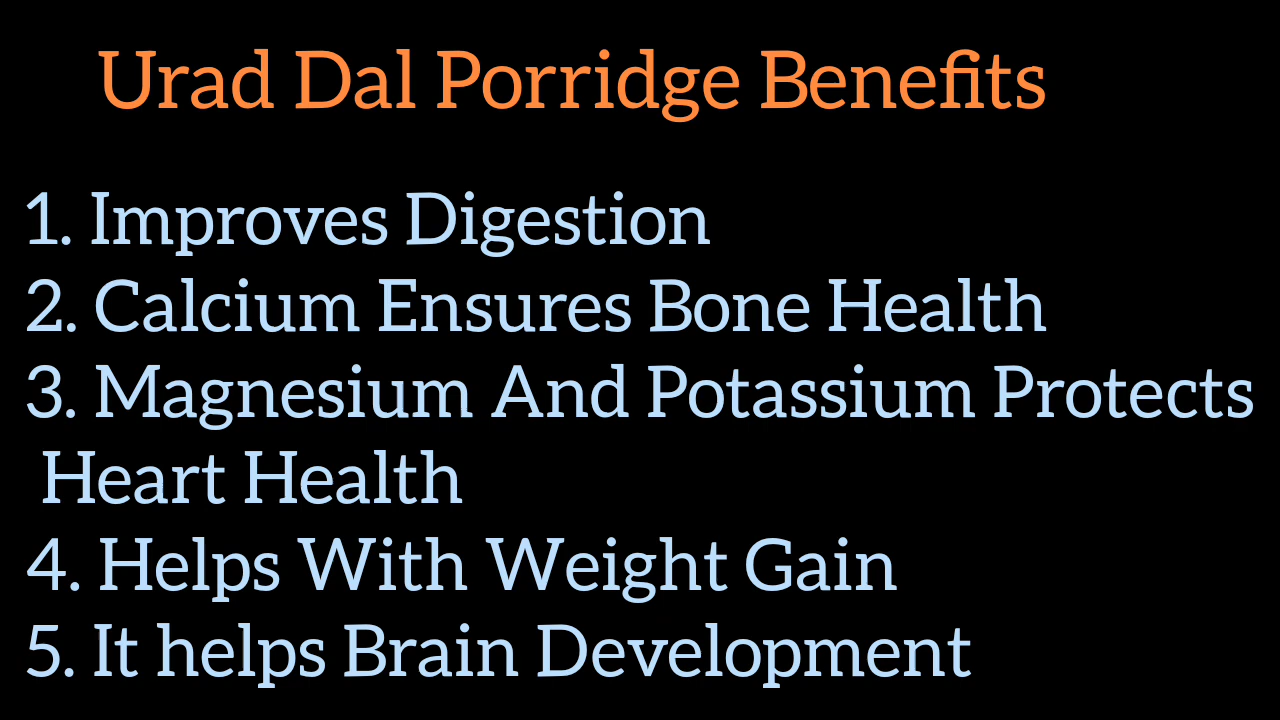 Urad Dal Porridge Benefits
1. Improves Digestion
2. Calcium Ensures Bone Health
3. Magnesium And Potassium Protects
Heart Health
4. Helps With Weight Gain
5. It helps Brain Development